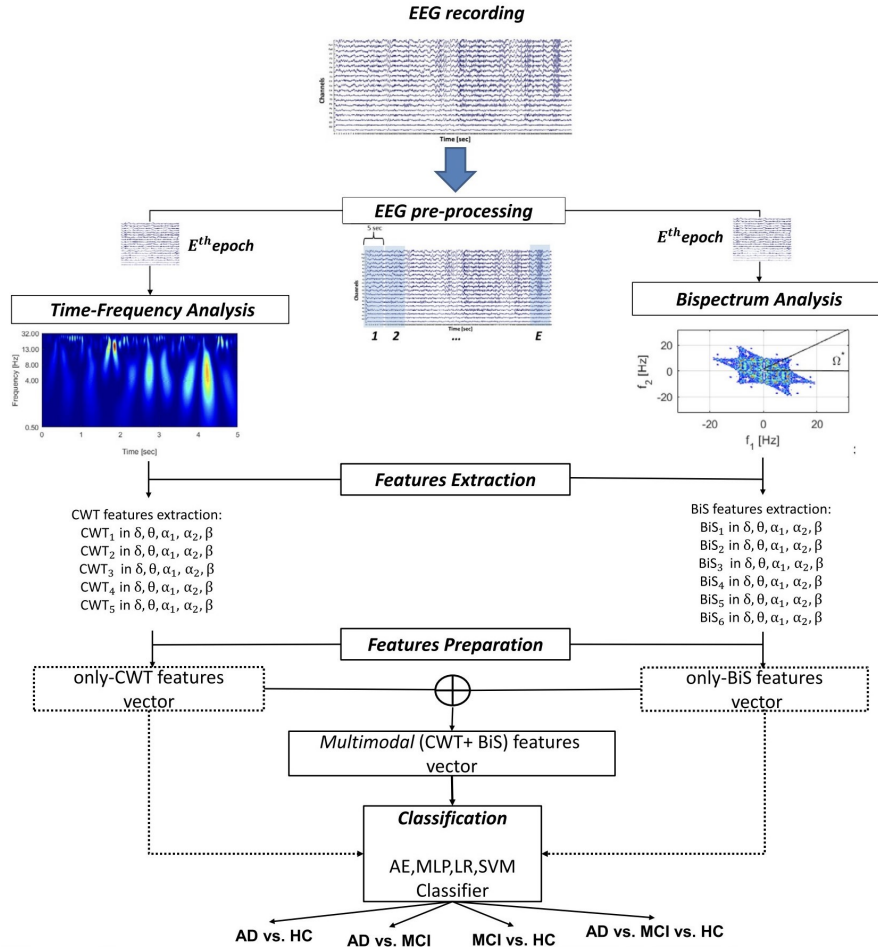 EEG recording
Channels
Time [sec]
EEG pre-processing
5 sec
E^th epoch
E^th epoch
Channels
Time [sec]
1 2 ... E
Time-Frequency Analysis
Bispectrum Analysis
32.00
13.00
8.00
4.00
0.50
Frequency [Hz]
0 1 2 3 4 5
Time [sec]
20
0
-20
f₂ [Hz]
Ω*
-20 0 20
f₁ [Hz]
;
Features Extraction
CWT features extraction:
CWT₁ in δ, θ, α₁, α₂, β
CWT₂ in δ, θ, α₁, α₂, β
CWT₃ in δ, θ, α₁, α₂, β
CWT₄ in δ, θ, α₁, α₂, β
CWT₅ in δ, θ, α₁, α₂, β
BiS features extraction:
BiS₁ in δ, θ, α₁, α₂, β
BiS₂ in δ, θ, α₁, α₂, β
BiS₃ in δ, θ, α₁, α₂, β
BiS₄ in δ, θ, α₁, α₂, β
BiS₅ in δ, θ, α₁, α₂, β
BiS₆ in δ, θ, α₁, α₂, β
Features Preparation
only-CWT features
vector
only-BiS features
vector
Multimodal (CWT+ BiS) features
vector
Classification
AE,MLP,LR,SVM
Classifier
AD vs. HC
AD vs. MCI
MCI vs. HC
AD vs. MCI vs. HC